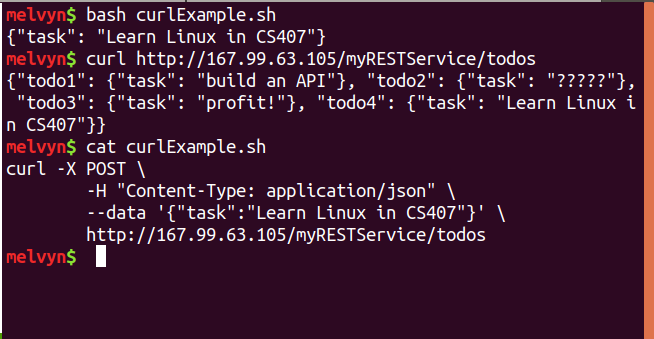 melvyn$ bash curlExample.sh
{"task": "Learn Linux in CS407"}
melvyn$ curl http://167.99.63.105/myRESTService/todos
{"todo1": {"task": "build an API"}, "todo2": {"task": "?????"},
 "todo3": {"task": "profit!"}, "todo4": {"task": "Learn Linux i
n CS407"}}
melvyn$ cat curlExample.sh
curl -X POST \
        -H "Content-Type: application/json" \
        --data '{"task":"Learn Linux in CS407"}' \
        http://167.99.63.105/myRESTService/todos
melvyn$